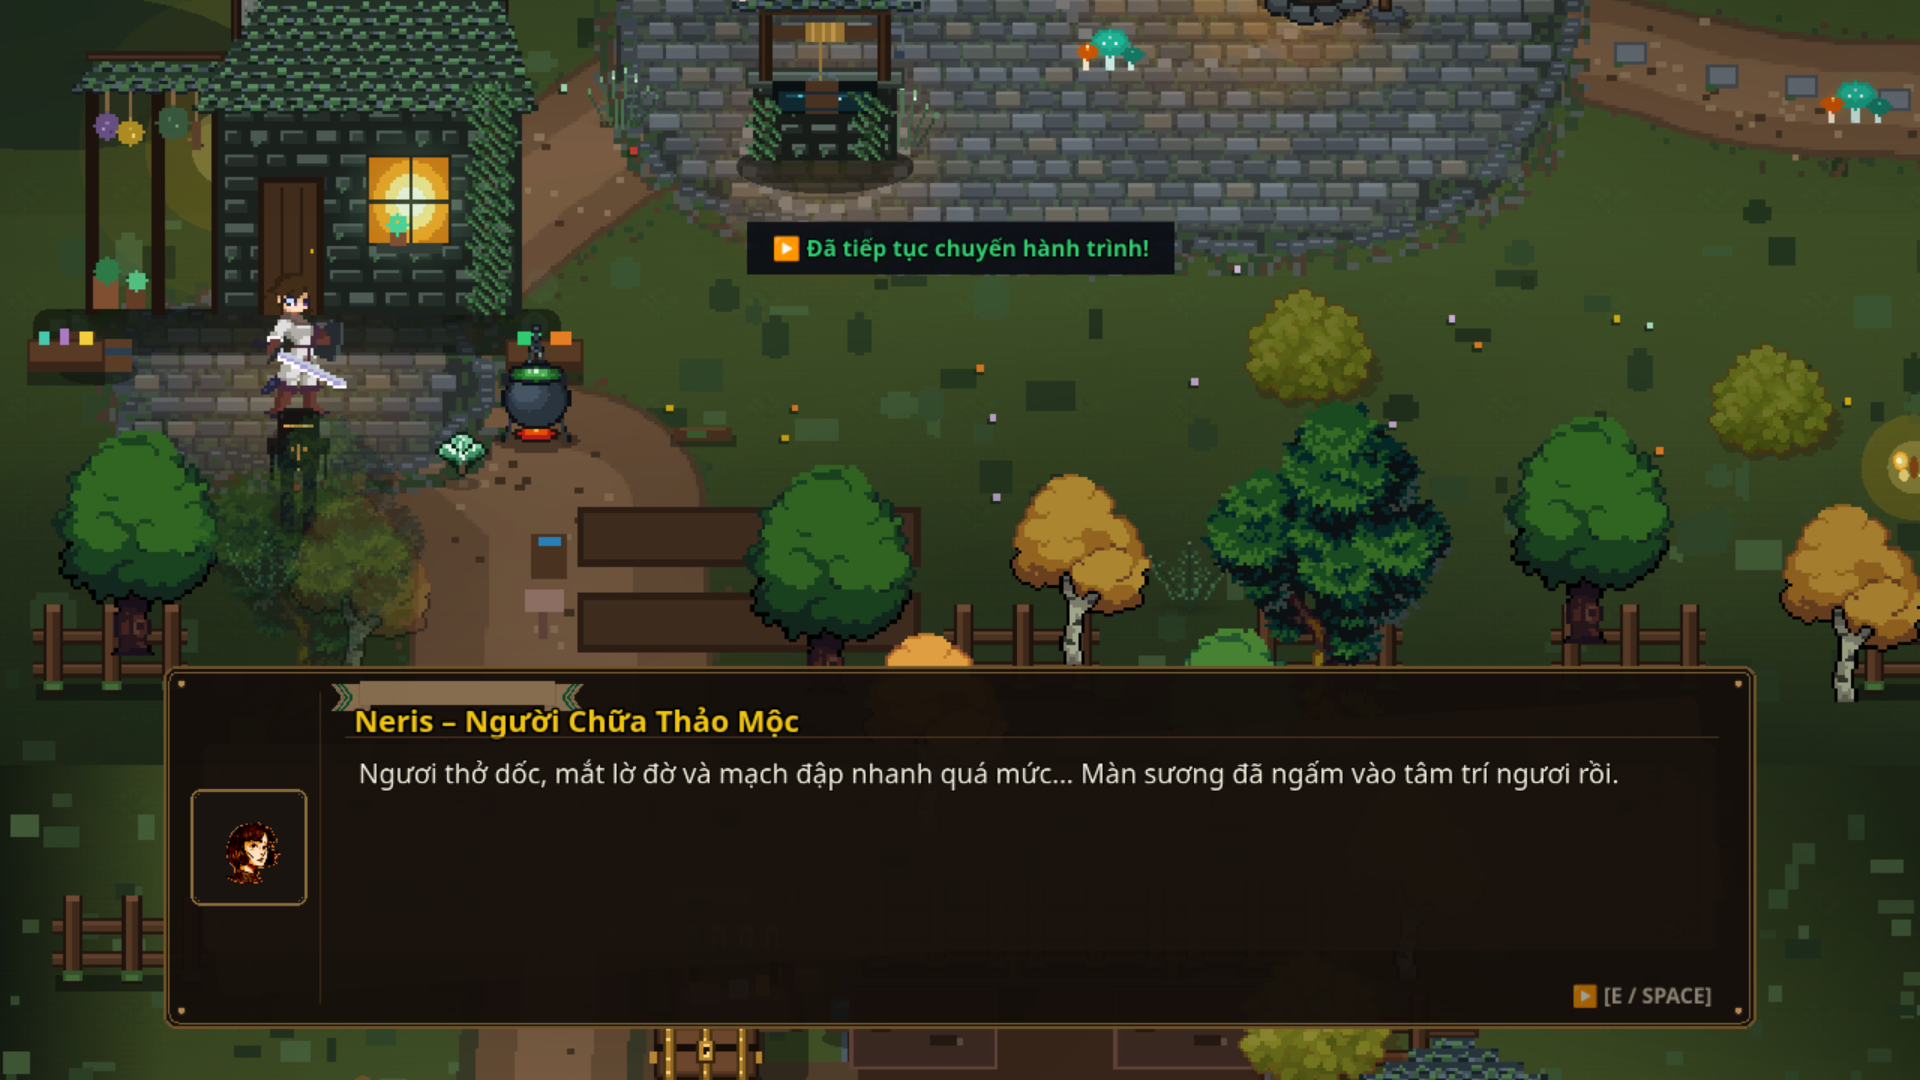 Đã tiếp tục chuyến hành trình!
Neris – Người Chữa Thảo Mộc
Ngươi thở dốc, mắt lờ đờ và mạch đập nhanh quá mức... Màn sương đã ngấm vào tâm trí ngươi rồi.
[E / SPACE]